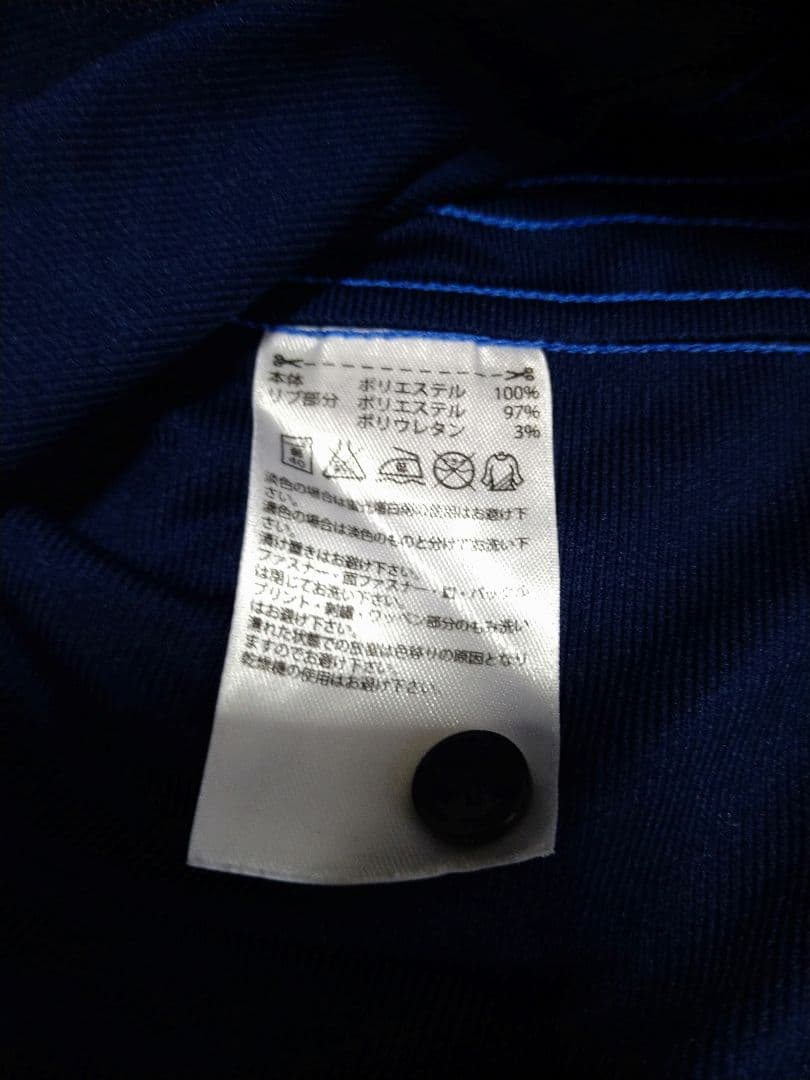 本体 ポリエステル 100%
リブ部分 ポリエステル 97%
ポリウレタン 3%
40
淡色の場合は蛍光増白剤の使用はお避け下
さい。
濃色の場合は淡色のものと分けてお洗い下
さい。
漬け置きはお避け下さい。
ファスナー・面ファスナー・釦・バックル
は閉じてお洗い下さい。
プリント・刺繍・ワッペン部分のもみ洗い
はお避け下さい。
濡れた状態での放置は色移りの原因となり
ますのでお避け下さい。
乾燥機の使用はお避け下さい。